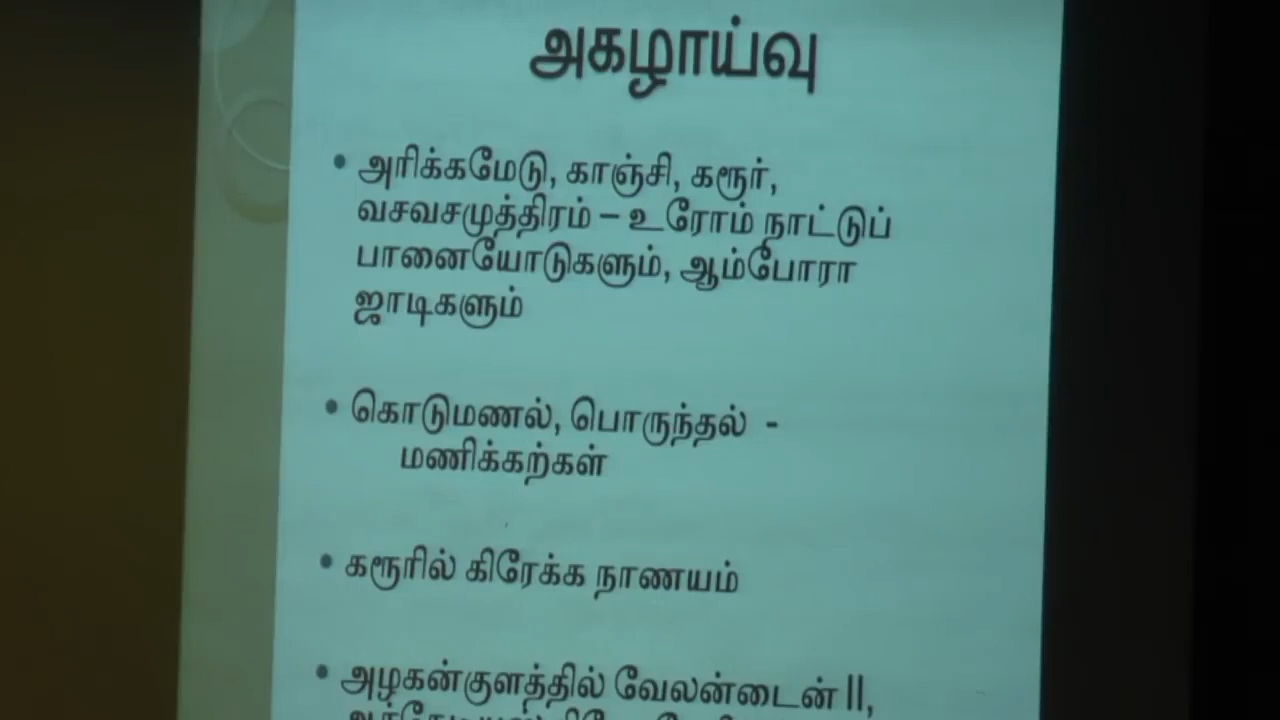 அகழாய்வு
• அரிக்கமேடு, காஞ்சி, கரூர்,
வசவசமுத்திரம் – உரோம் நாட்டுப்
பானையோடுகளும், ஆம்போரா
ஜாடிகளும்
• கொடுமணல், பொருந்தல் -
மணிக்கற்கள்
• கரூரில் கிரேக்க நாணயம்
• அழகன்குளத்தில் வேலன்டைன் II,